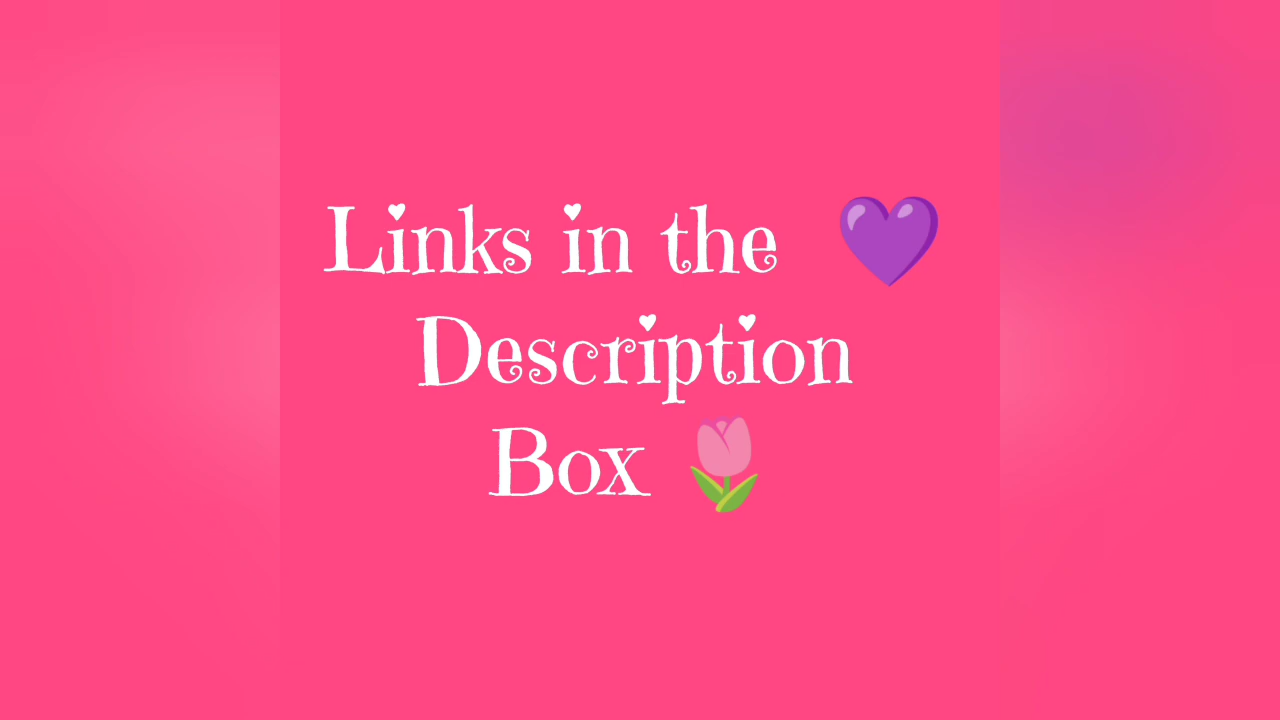 Links in the 💜
Description
Box 🌷